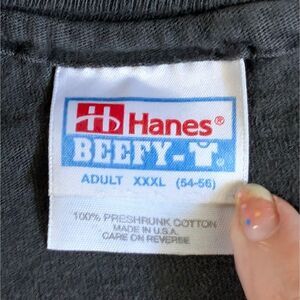 Hanes®
BEEFY-T®
ADULT XXXL (54-56)
100% PRESHRUNK COTTON
MADE IN U.S.A.
CARE ON REVERSE